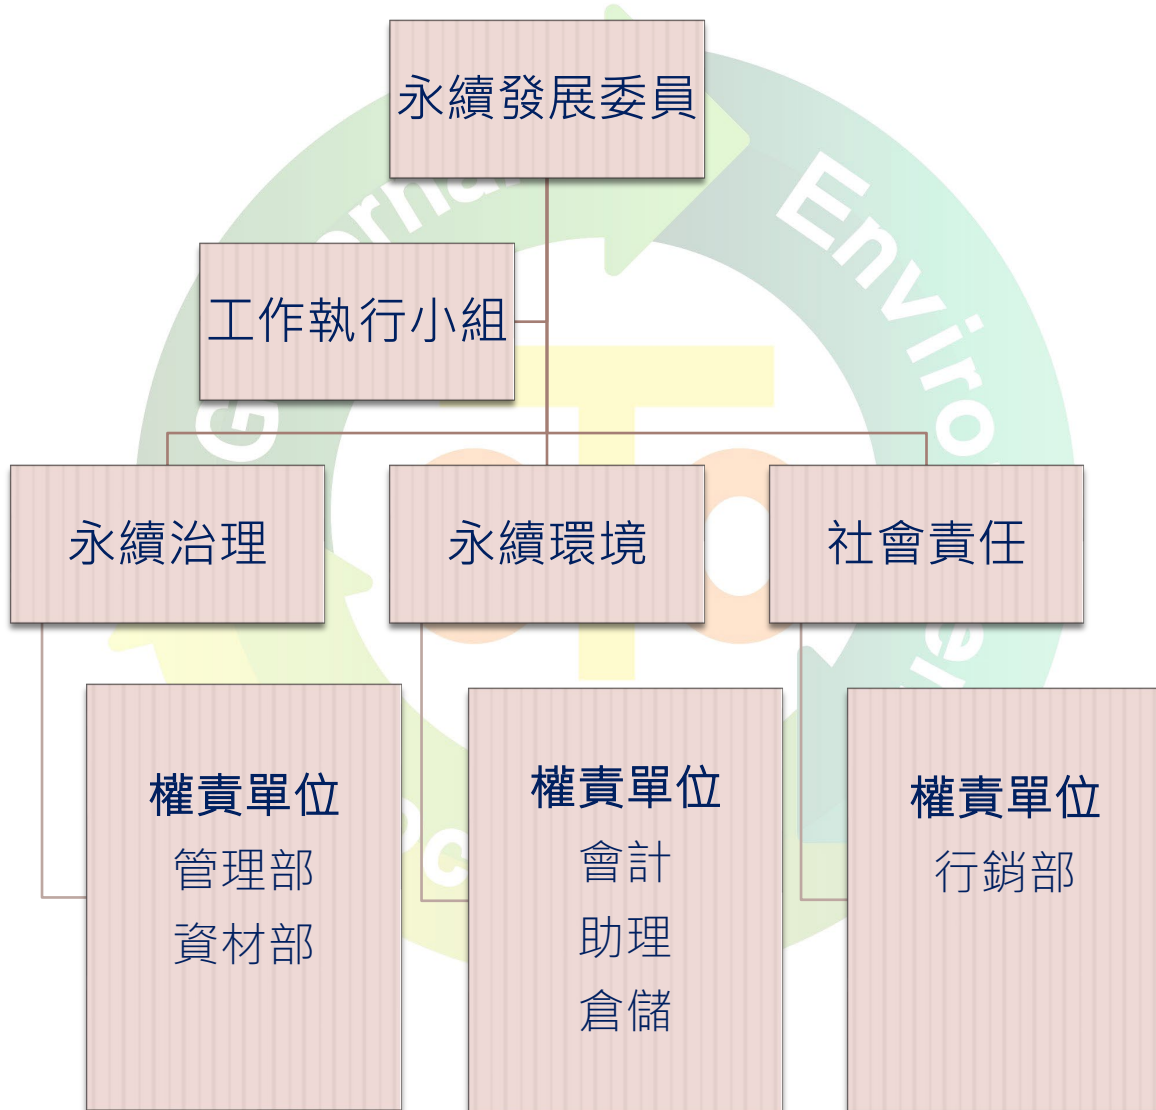 永續發展委員
工作執行小組
永續治理
永續環境
社會責任
權責單位
管理部
資材部
權責單位
會計
助理
倉儲
權責單位
行銷部